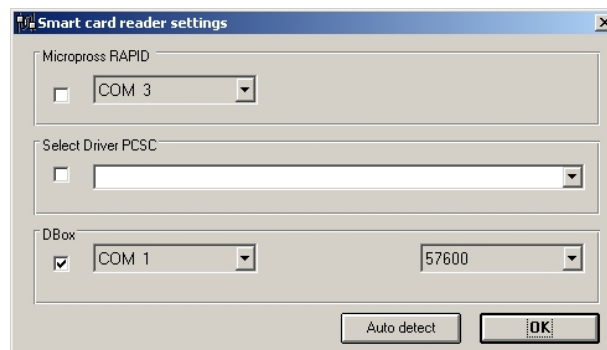 Smart card reader settings
Micropross RAPID
COM 3
Select Driver PCSC
DBox
COM 1
57600
Auto detect
OK